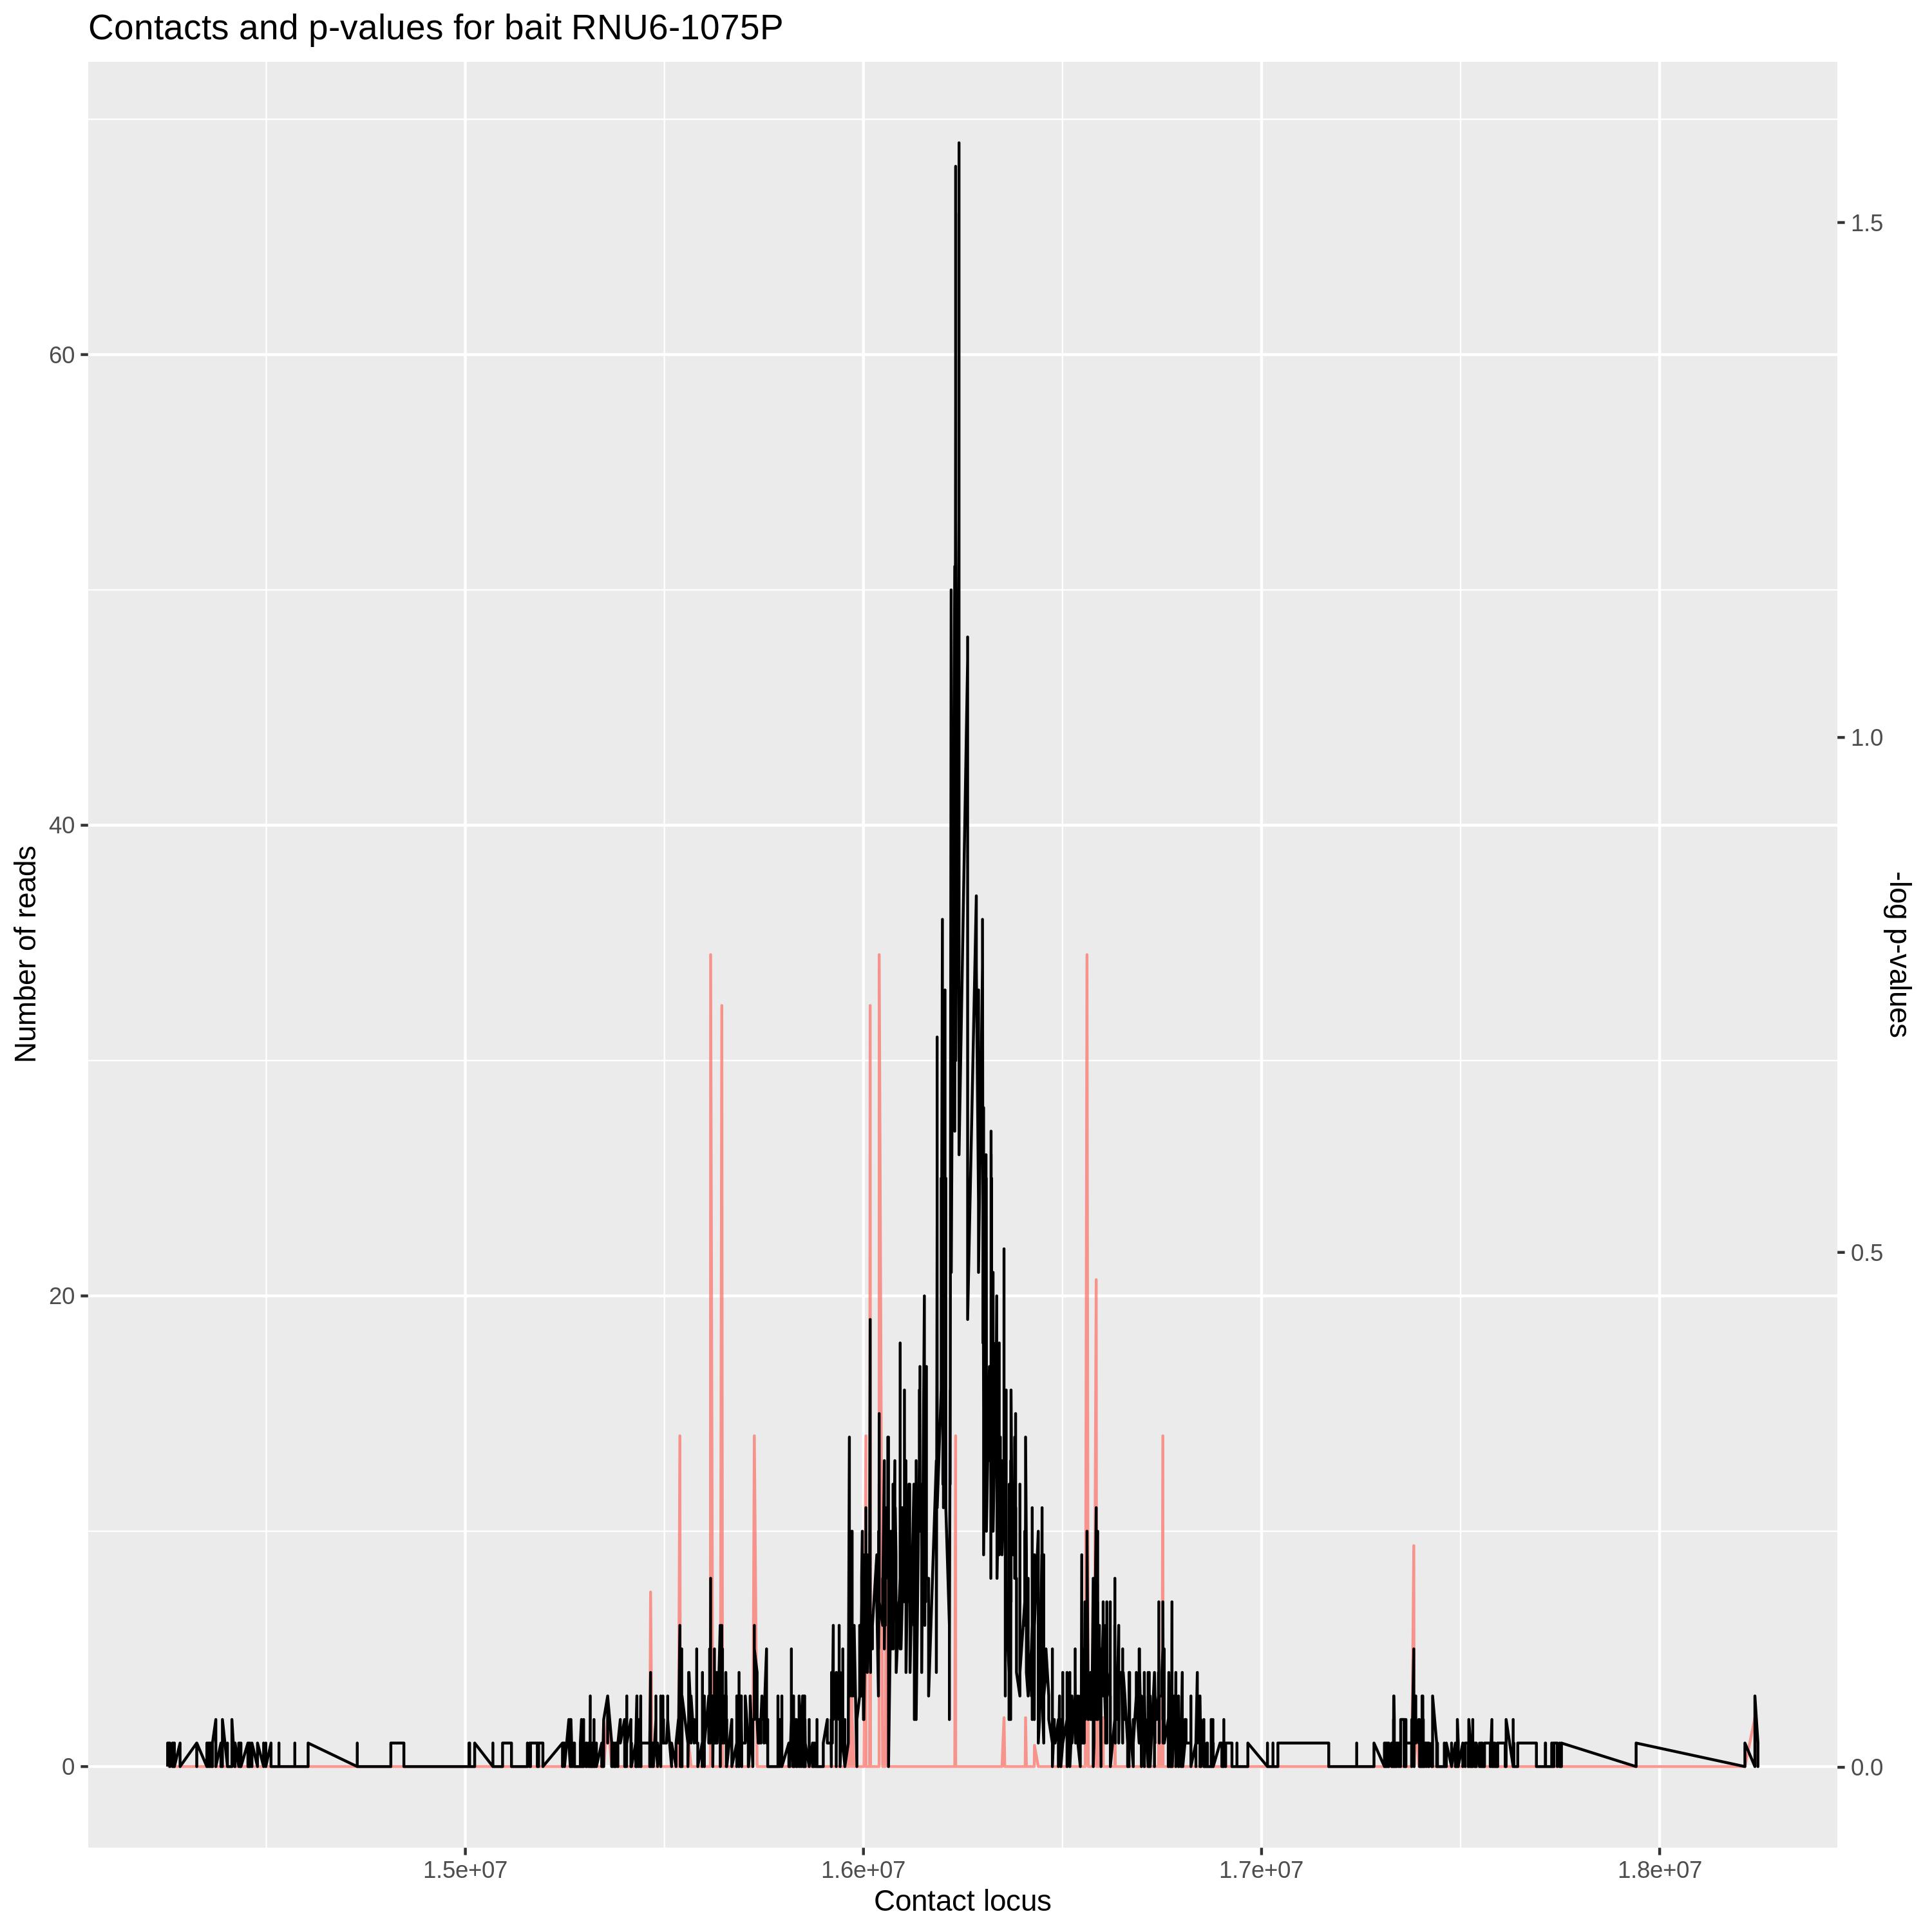 Contacts and p-values for bait RNU6-1075P
60
40
20
0
1.5
1.0
0.5
0.0
1.5e+07
1.6e+07
1.7e+07
1.8e+07
Number of reads
-log p-values
Contact locus